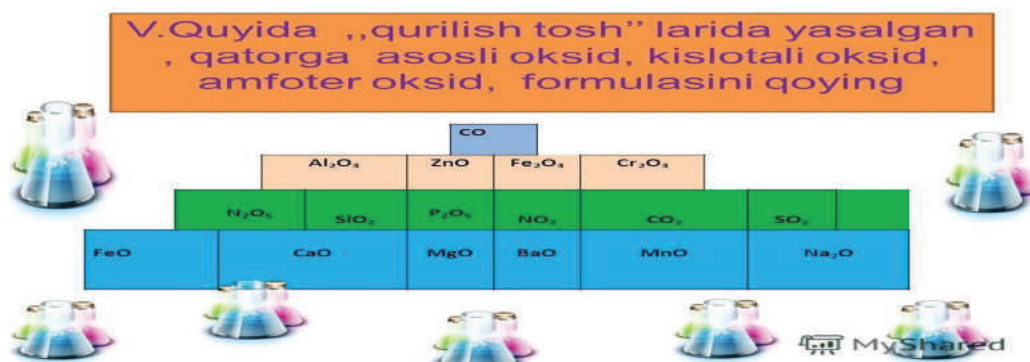 V.Quyida ,,qurilish tosh'' larida yasalgan
, qatorga asosli oksid, kislotali oksid,
amfoter oksid, formulasini qoying
CO
Al₂O₃ ZnO Fe₂O₃ Cr₂O₃
N₂O₅ SiO₂ P₂O₅ NO₂ CO₂ SO₂
FeO CaO MgO BaO MnO Na₂O
MyShared